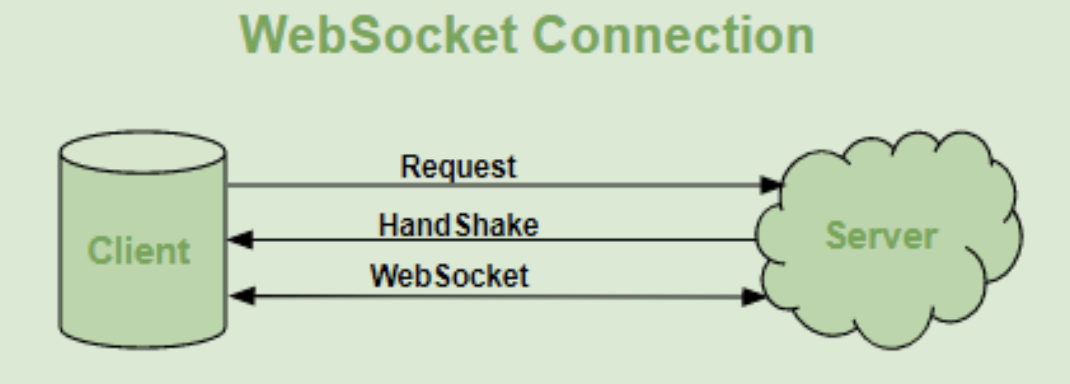 WebSocket Connection
Request
HandShake
WebSocket
Client
Server